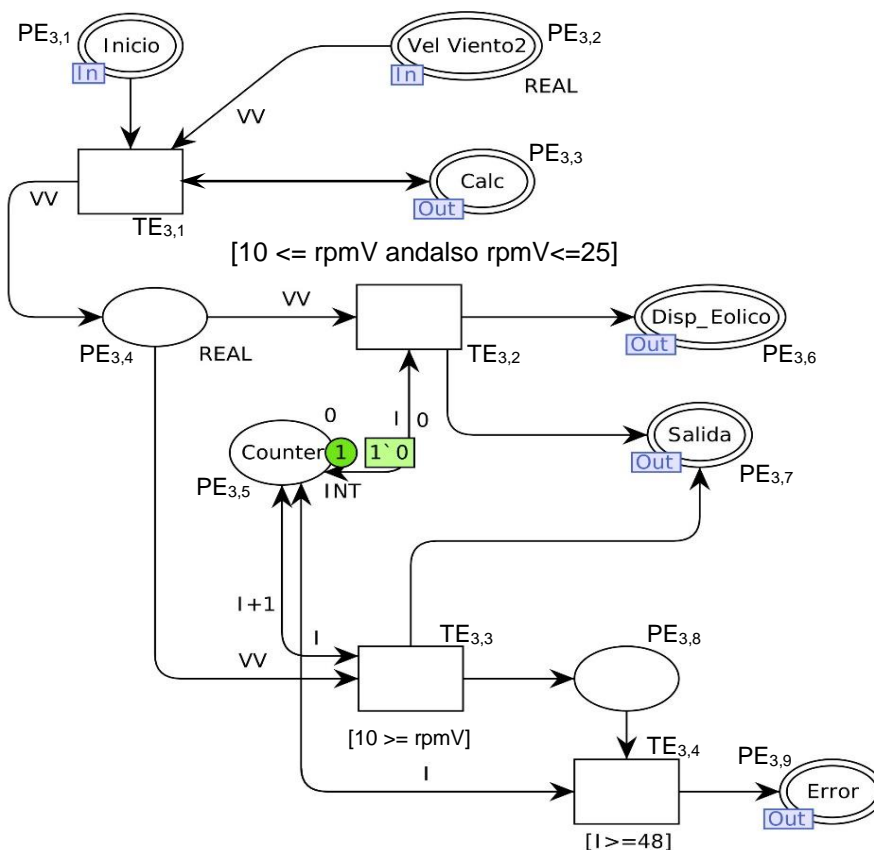 PE3,1
Inicio
In
Vel Viento2
In
PE3,2
REAL
VV
PE3,3
Calc
Out
VV
TE3,1
[10 <= rpmV andalso rpmV<=25]
VV
PE3,4
REAL
TE3,2
Disp_Eolico
Out
PE3,6
0
I 0
Counter
1
1`0
INT
PE3,5
Salida
Out
PE3,7
I+1
I
VV
TE3,3
[10 >= rpmV]
PE3,8
TE3,4
PE3,9
I
Error
Out
[I>=48]